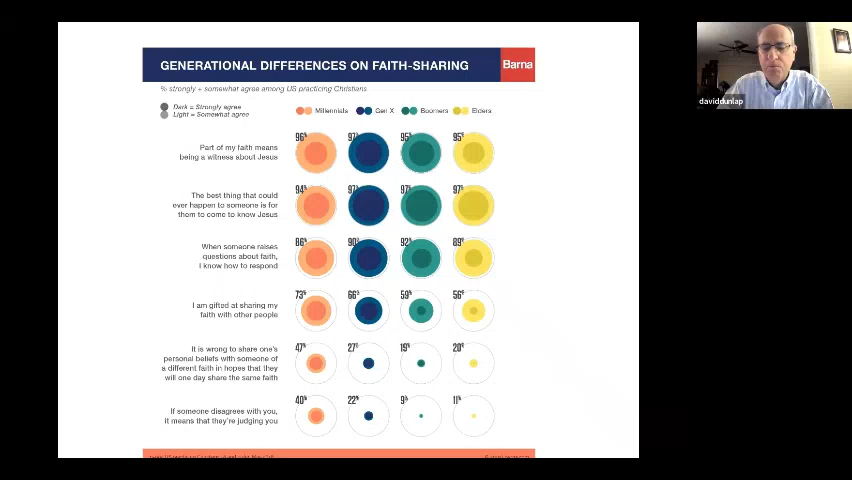 GENERATIONAL DIFFERENCES ON FAITH-SHARING
Barna
% strongly + somewhat agree among US practicing Christians
Dark = Strongly agree
Light = Somewhat agree
Millennials Gen X Boomers Elders
Part of my faith means
being a witness about Jesus
96% 97% 95% 95%
The best thing that could
ever happen to someone is for
them to come to know Jesus
94% 97% 97% 97%
When someone raises
questions about faith,
I know how to respond
86% 90% 92% 89%
I am gifted at sharing my
faith with other people
73% 66% 59% 56%
It is wrong to share one's
personal beliefs with someone of
a different faith in hopes that they
will one day share the same faith
47% 27% 19% 20%
If someone disagrees with you,
it means that they're judging you
40% 22% 9% 11%
daviddunlap